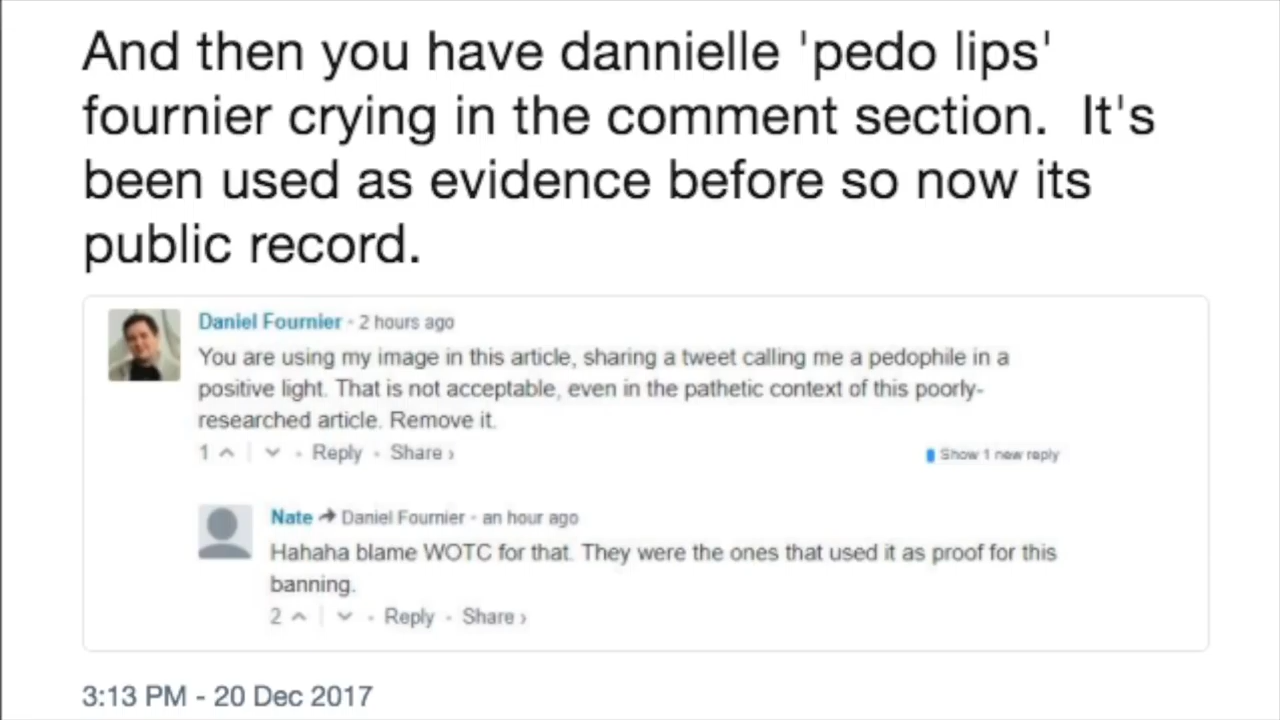 And then you have dannielle 'pedo lips'
fournier crying in the comment section.  It's
been used as evidence before so now its
public record.
Daniel Fournier · 2 hours ago
You are using my image in this article, sharing a tweet calling me a pedophile in a
positive light. That is not acceptable, even in the pathetic context of this poorly-
researched article. Remove it.
1 · Reply · Share ›
Show 1 new reply
Nate → Daniel Fournier · an hour ago
Hahaha blame WOTC for that. They were the ones that used it as proof for this
banning.
2 · Reply · Share ›
3:13 PM - 20 Dec 2017